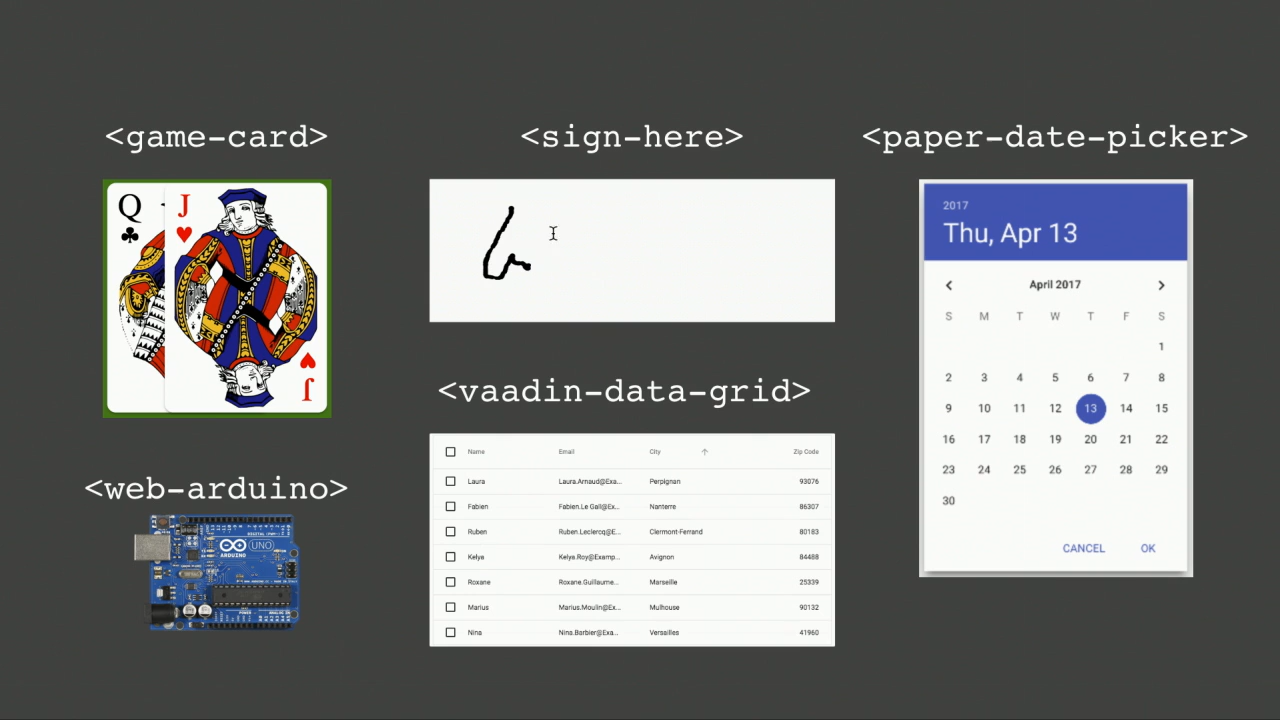 <game-card>
Q
J
J
<web-arduino>
DIGITAL (PWM~)
UNO
ARDUINO
POWER
ANALOG IN
<sign-here>
<vaadin-data-grid>
Name Email City Zip Code
Laura Laura.Arnaud@Exa... Perpignan 93076
Fabien Fabien.Le Gall@Ex... Nanterre 86307
Ruben Ruben.Leclercq@E... Clermont-Ferrand 80183
Kelya Kelya.Roy@Examp... Avignon 84488
Roxane Roxane.Guillaume... Marseille 25339
Marius Marius.Moulin@Ex... Mulhouse 90132
Nina Nina.Barbier@Exa... Versailles 41960
<paper-date-picker>
2017
Thu, Apr 13
April 2017
S M T W T F S
1
2 3 4 5 6 7 8
9 10 11 12 13 14 15
16 17 18 19 20 21 22
23 24 25 26 27 28 29
30
CANCEL OK